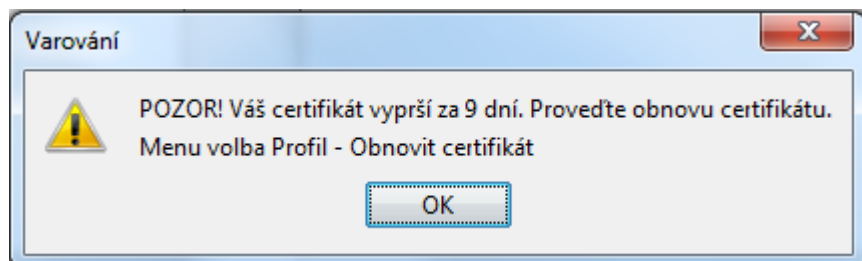 Varování
POZOR! Váš certifikát vyprší za 9 dní. Proveďte obnovu certifikátu.
Menu volba Profil - Obnovit certifikát
OK